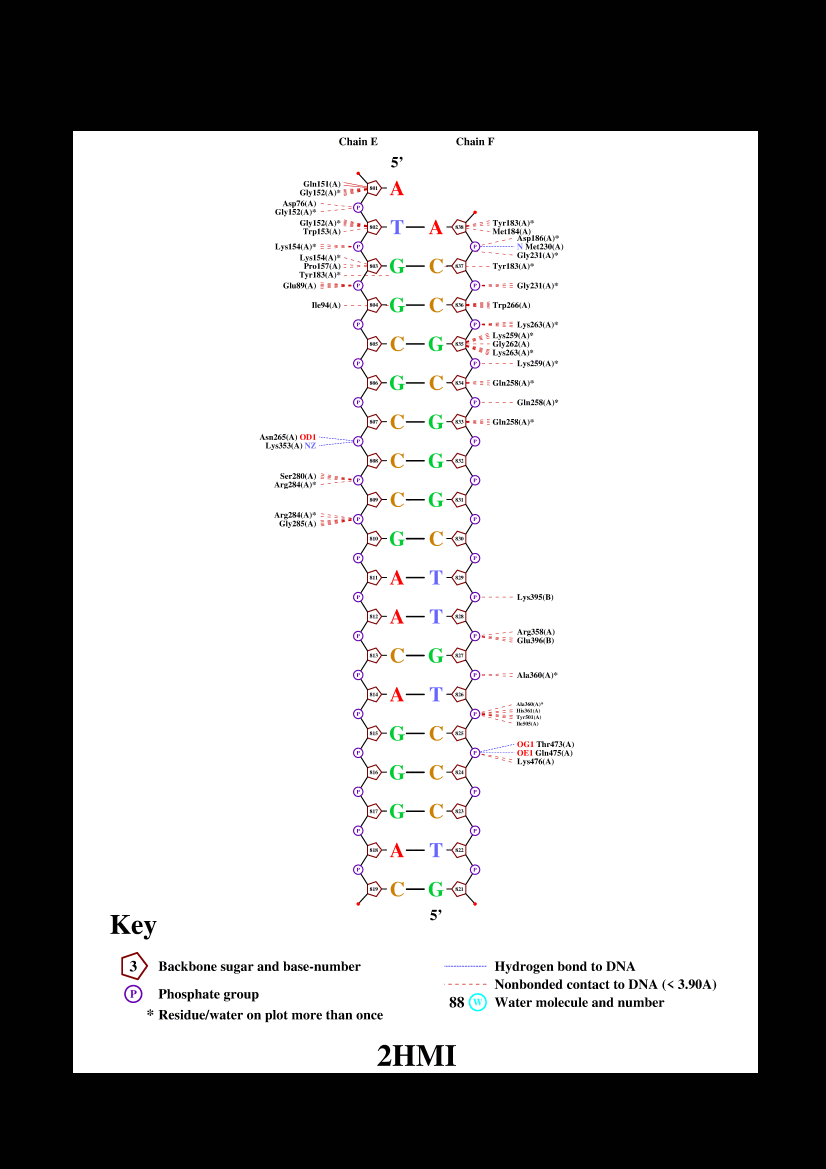 Chain E Chain F
5’
Gln151(A)
Gly152(A)*
801 A
Asp76(A)
Gly152(A)*
P
Gly152(A)*
Trp153(A)
802 T A 838
Tyr183(A)*
Met184(A)
Lys154(A)*
P P
Asp186(A)*
N Met230(A)
Gly231(A)*
Lys154(A)*
Pro157(A)
Tyr183(A)*
803 G C 837 Tyr183(A)*
Glu89(A) P P Gly231(A)*
Ile94(A) 804 G C 836 Trp266(A)
P P Lys263(A)*
805 C G 835
Lys259(A)*
Gly262(A)
Lys263(A)*
P P Lys259(A)*
806 G C 834 Gln258(A)*
P P Gln258(A)*
807 C G 833 Gln258(A)*
Asn265(A) OD1
Lys353(A) NZ
P P
808 C G 832
Ser280(A)
Arg284(A)*
P P
809 C G 831
Arg284(A)*
Gly285(A)
P P
810 G C 830
P P
811 A T 829
P P Lys395(B)
812 A T 828
P P
Arg358(A)
Glu396(B)
813 C G 827
P P Ala360(A)*
814 A T 826
P P
Ala360(A)*
His361(A)
Tyr501(A)
Ile505(A)
815 G C 825
P P
OG1 Thr473(A)
OE1 Gln475(A)
Lys476(A)
816 G C 824
P P
817 G C 823
P P
818 A T 822
P P
819 C G 821
5’
Key
3 Backbone sugar and base-number
P Phosphate group
* Residue/water on plot more than once
Hydrogen bond to DNA
Nonbonded contact to DNA (< 3.90A)
88 W Water molecule and number
2HMI